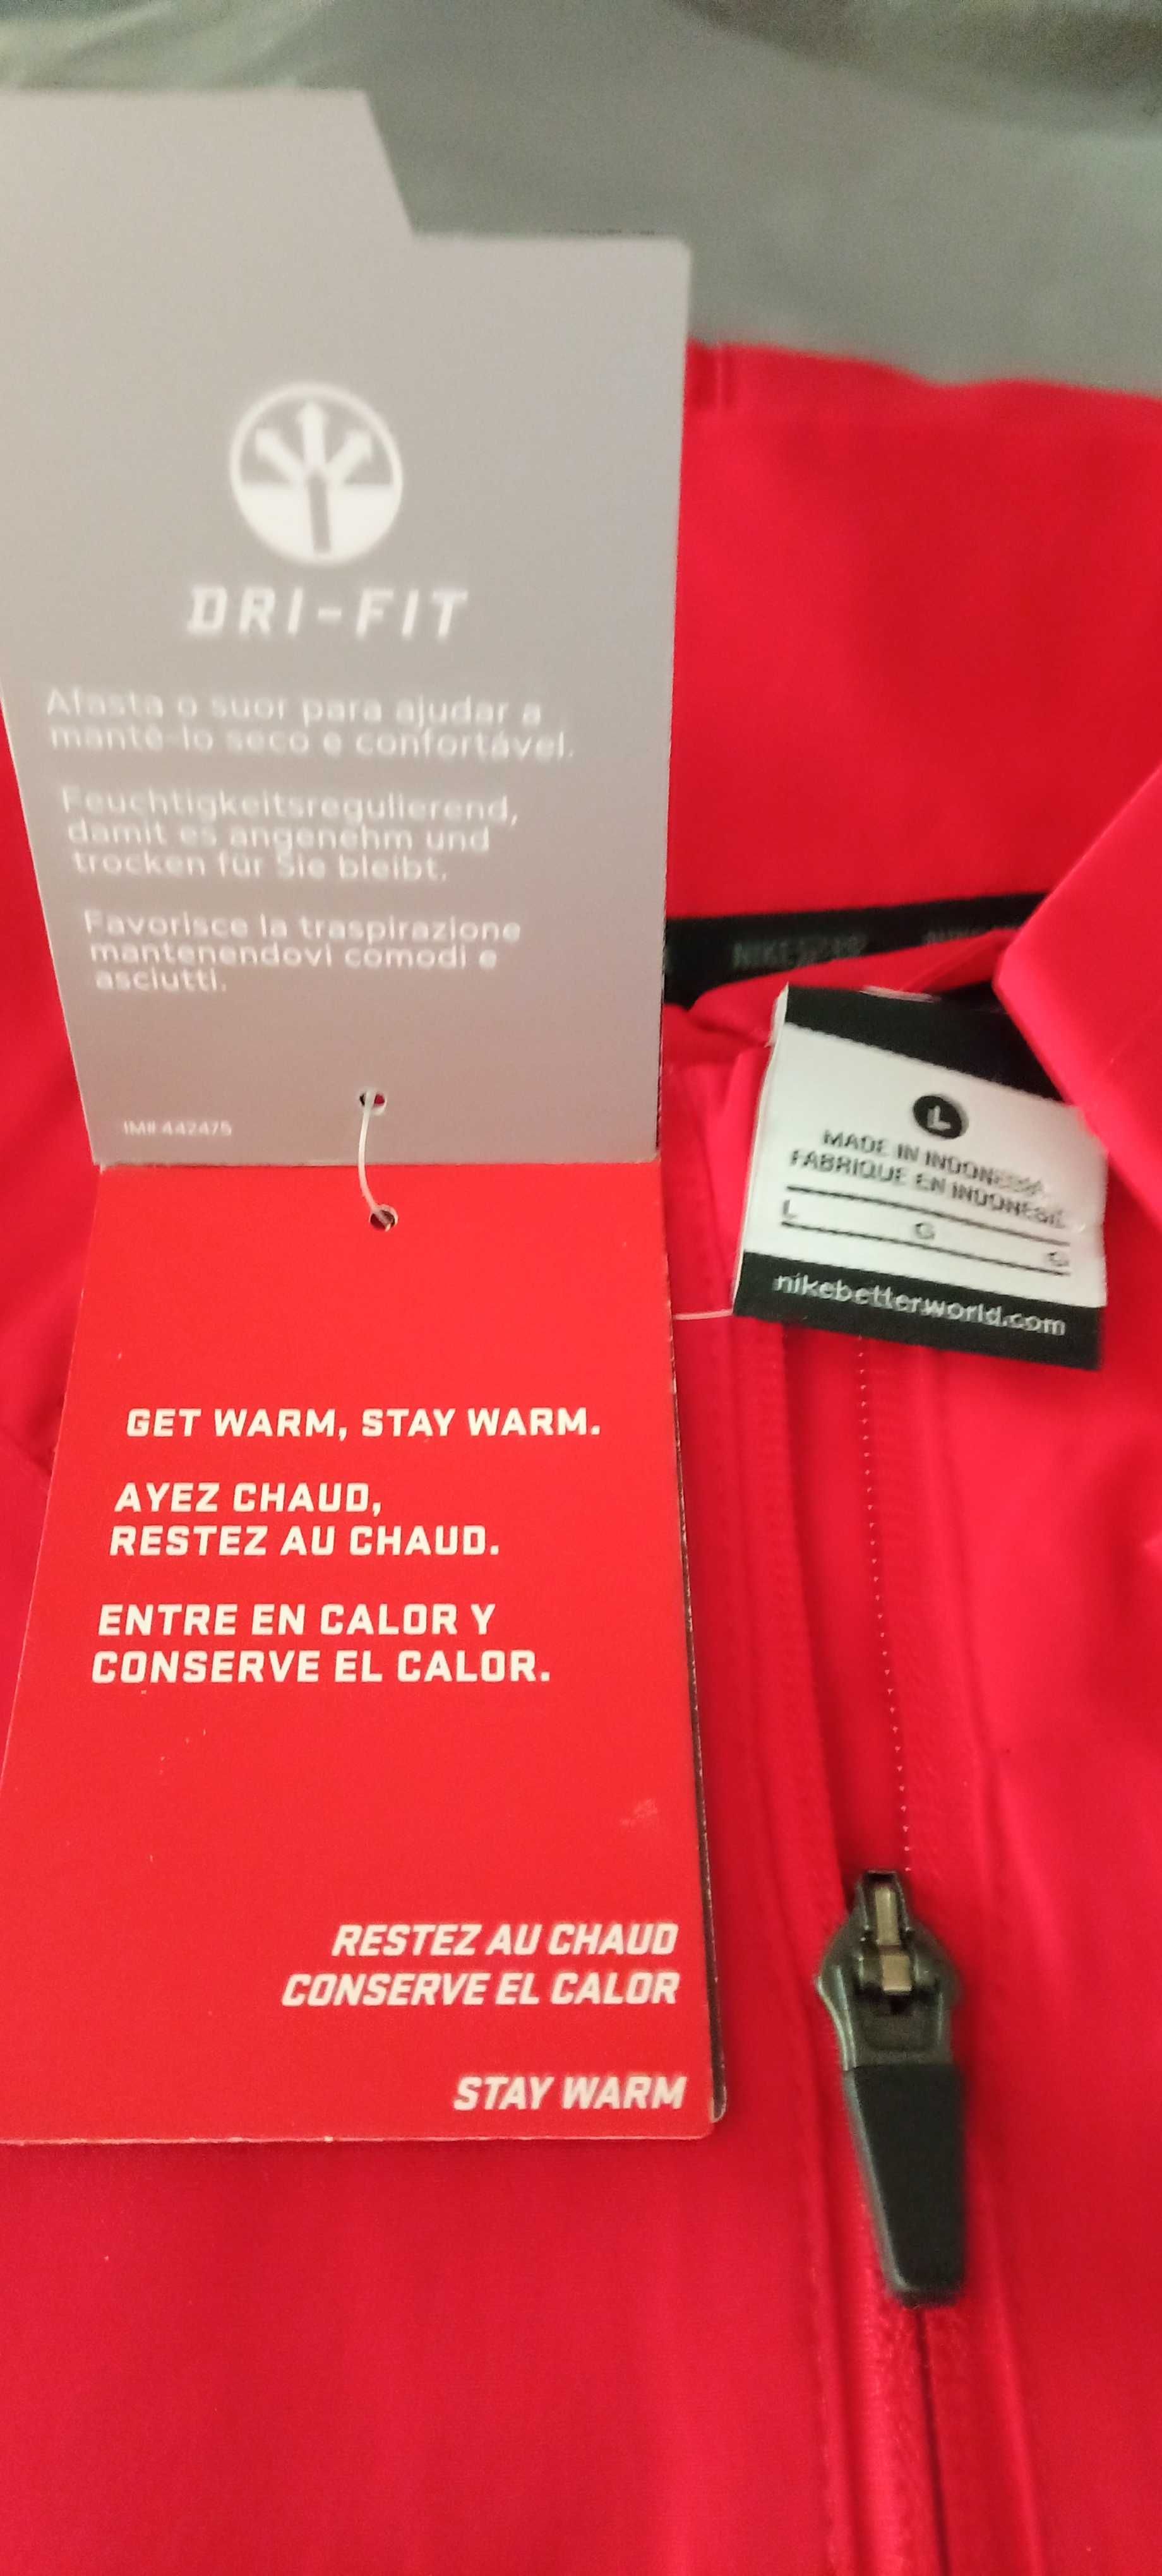 DRI-FIT
Afasta o suor para ajudar a
mantê-lo seco e confortável.
Feuchtigkeitsregulierend,
damit es angenehm und
trocken für Sie bleibt.
Favorisce la traspirazione
mantenendovi comodi e
asciutti.
IM# 442475
GET WARM, STAY WARM.
AYEZ CHAUD,
RESTEZ AU CHAUD.
ENTRE EN CALOR Y
CONSERVE EL CALOR.
RESTEZ AU CHAUD
CONSERVE EL CALOR
STAY WARM
L
MADE IN INDONESIA
FABRIQUE EN INDONESIE
L G G
nikebetterworld.com